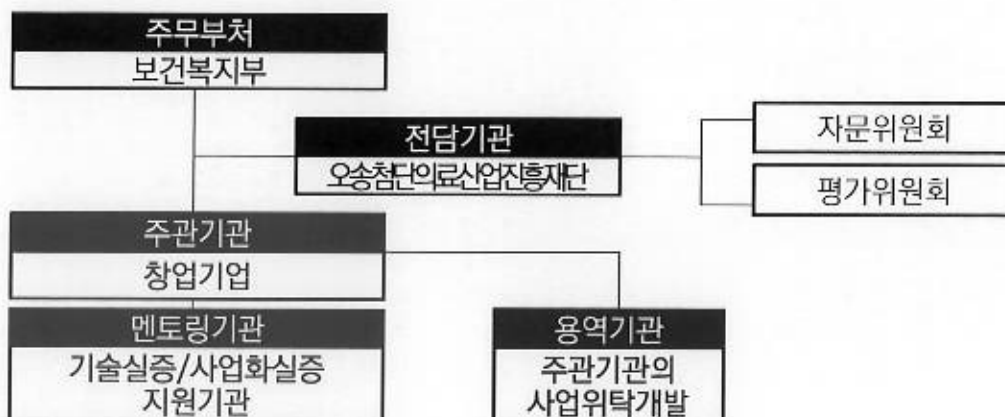 주무부처
보건복지부
전담기관
오송첨단의료산업진흥재단
자문위원회
평가위원회
주관기관
창업기업
멘토링기관
기술실증/사업화실증
지원기관
용역기관
주관기관의
사업위탁개발